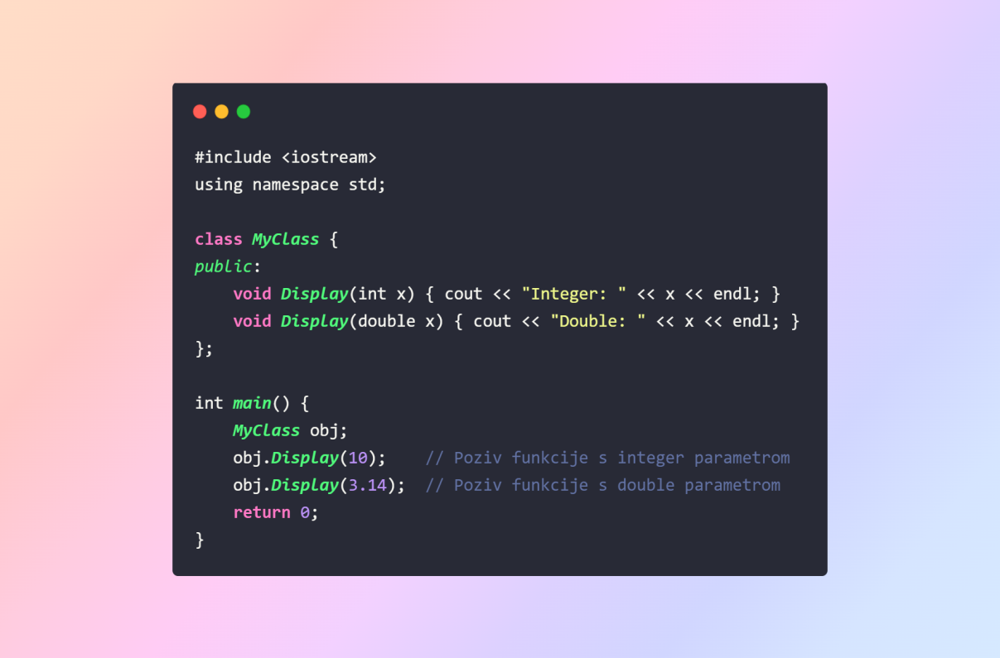 #include <iostream>
using namespace std;
class MyClass {
public:
    void Display(int x) { cout << "Integer: " << x << endl; }
    void Display(double x) { cout << "Double: " << x << endl; }
};
int main() {
    MyClass obj;
    obj.Display(10);    // Poziv funkcije s integer parametrom
    obj.Display(3.14);  // Poziv funkcije s double parametrom
    return 0;
}